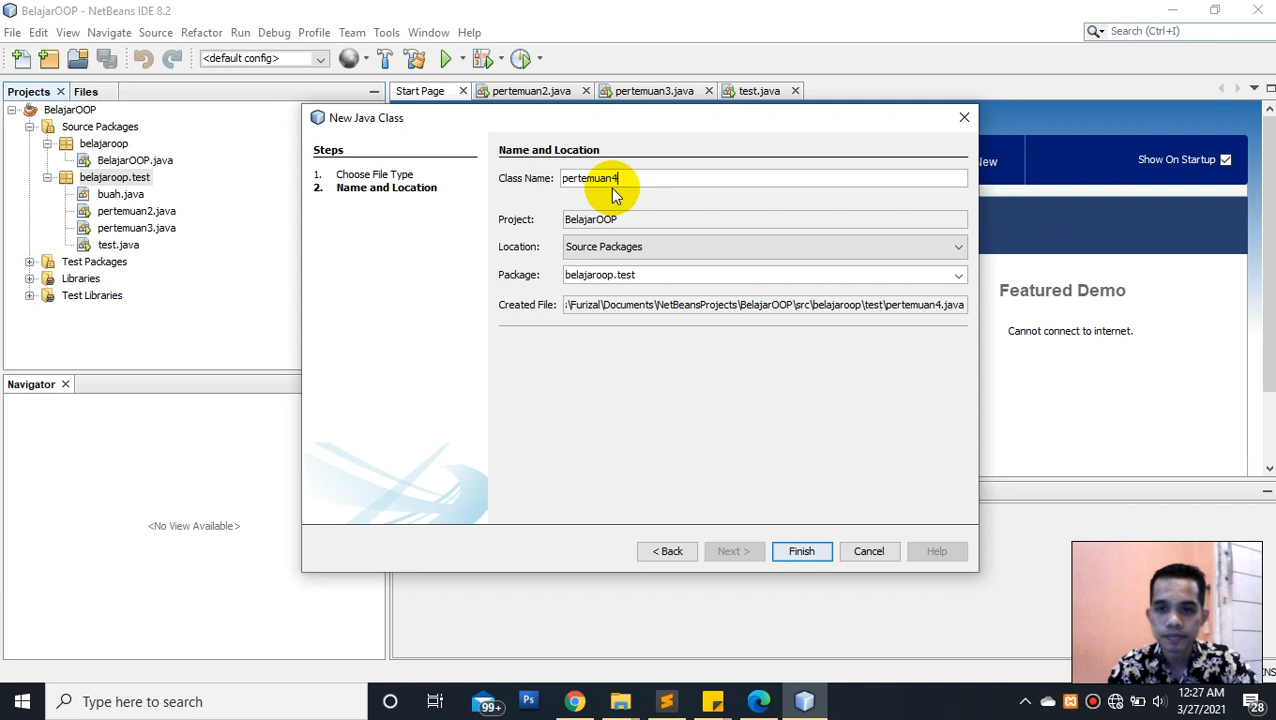 BelajarOOP - NetBeans IDE 8.2
File Edit View Navigate Source Refactor Run Debug Profile Team Tools Window Help
Search (Ctrl+I)
<default config>
Projects Files
Start Page pertemuan2.java pertemuan3.java test.java
BelajarOOP
Source Packages
belajaroop
BelajarOOP.java
belajaroop.test
buah.java
pertemuan2.java
pertemuan3.java
test.java
Test Packages
Libraries
Test Libraries
Navigator
<No View Available>
New Java Class
Steps
1. Choose File Type
2. Name and Location
Name and Location
Class Name: pertemuan4
Project: BelajarOOP
Location: Source Packages
Package: belajaroop.test
Created File: :\Furizal\Documents\NetBeansProjects\BelajarOOP\src\belajaroop\test\pertemuan4.java
< Back Next > Finish Cancel Help
New
Show On Startup
Featured Demo
Cannot connect to internet.
Type here to search
99+
Ps
12:27 AM
3/27/2021
28